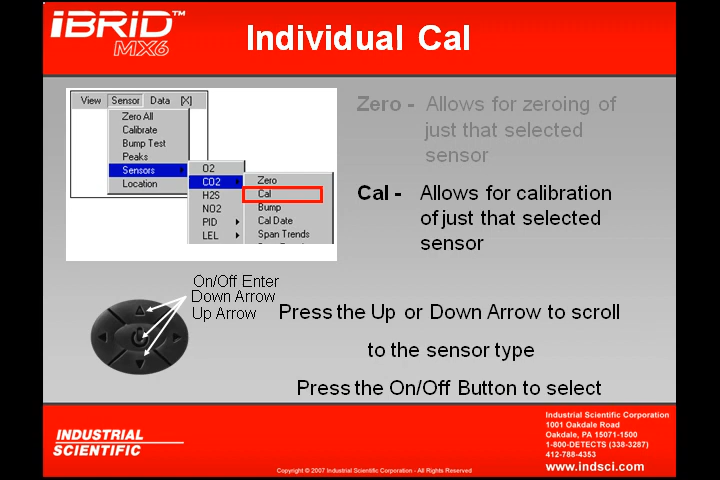 iBRiD™
MX6
Individual Cal
View Sensor Data [X]
Zero All
Calibrate
Bump Test
Peaks
Sensors
Location
O2
CO2
H2S
NO2
PID
LEL
Zero
Cal
Bump
Cal Date
Span Trends
Zero - Allows for zeroing of
just that selected
sensor
Cal - Allows for calibration
of just that selected
sensor
On/Off Enter
Down Arrow
Up Arrow
Press the Up or Down Arrow to scroll
to the sensor type
Press the On/Off Button to select
INDUSTRIAL
SCIENTIFIC
Copyright © 2007 Industrial Scientific Corporation - All Rights Reserved
Industrial Scientific Corporation
1001 Oakdale Road
Oakdale, PA 15071-1500
1-800-DETECTS (338-3287)
412-788-4353
www.indsci.com